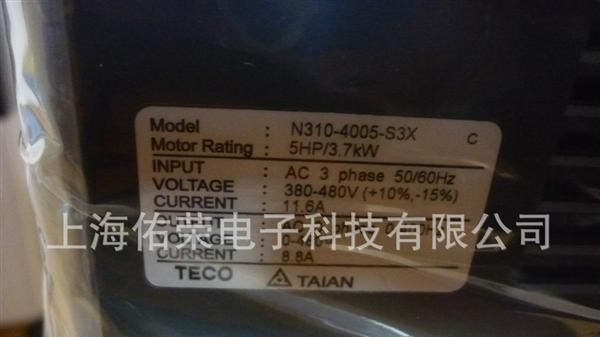 Model : N310-4005-S3X C
Motor Rating : 5HP/3.7kW
INPUT : AC 3 phase 50/60Hz
VOLTAGE : 380-480V (+10%,-15%)
CURRENT : 11.6A
上海佑荣电子科技有限公司
CURRENT : 8.8A
TECO TAIAN